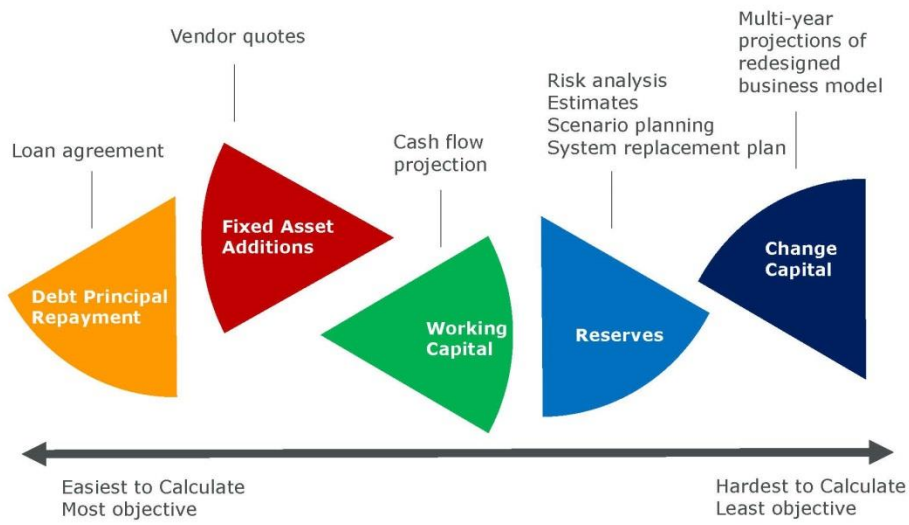 Vendor quotes
Loan agreement
Cash flow
projection
Risk analysis
Estimates
Scenario planning
System replacement plan
Multi-year
projections of
redesigned
business model
Debt Principal
Repayment
Fixed Asset
Additions
Working
Capital
Reserves
Change
Capital
Easiest to Calculate
Most objective
Hardest to Calculate
Least objective